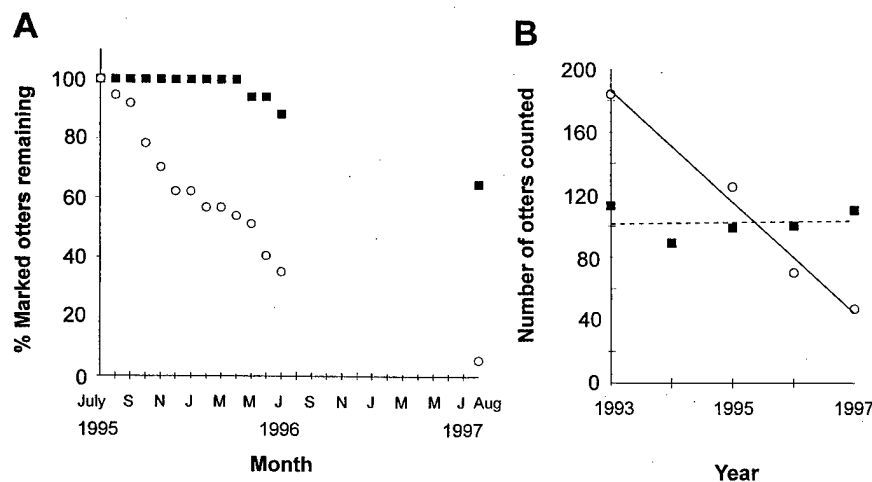 A
% Marked otters remaining
100
80
60
40
20
0
July S N J M M J S N J M M J Aug
1995 1996 1997
Month
B
Number of otters counted
200
160
120
80
40
0
1993 1995 1997
Year